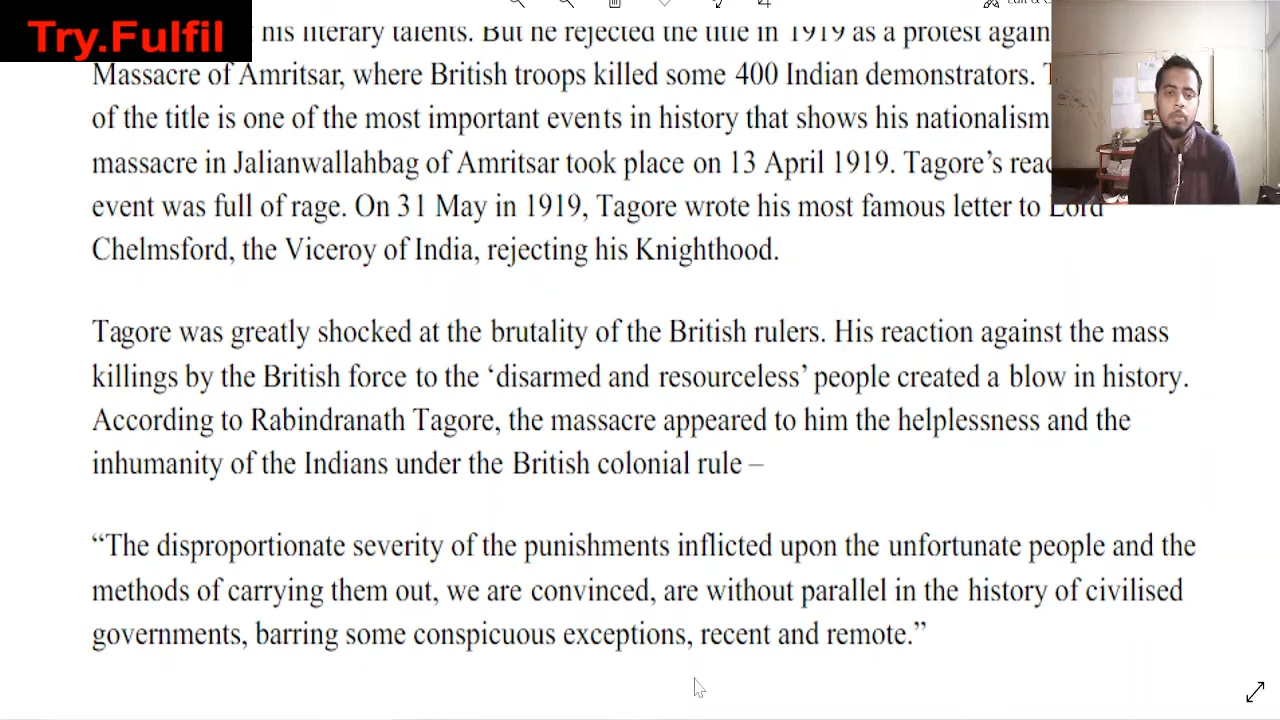 Try.Fulfil
his literary talents. But he rejected the title in 1919 as a protest again
Massacre of Amritsar, where British troops killed some 400 Indian demonstrators.
of the title is one of the most important events in history that shows his nationalism
massacre in Jalianwallahbag of Amritsar took place on 13 April 1919. Tagore’s reac
event was full of rage. On 31 May in 1919, Tagore wrote his most famous letter to Lord
Chelmsford, the Viceroy of India, rejecting his Knighthood.
Tagore was greatly shocked at the brutality of the British rulers. His reaction against the mass
killings by the British force to the ‘disarmed and resourceless’ people created a blow in history.
According to Rabindranath Tagore, the massacre appeared to him the helplessness and the
inhumanity of the Indians under the British colonial rule –
“The disproportionate severity of the punishments inflicted upon the unfortunate people and the
methods of carrying them out, we are convinced, are without parallel in the history of civilised
governments, barring some conspicuous exceptions, recent and remote.”